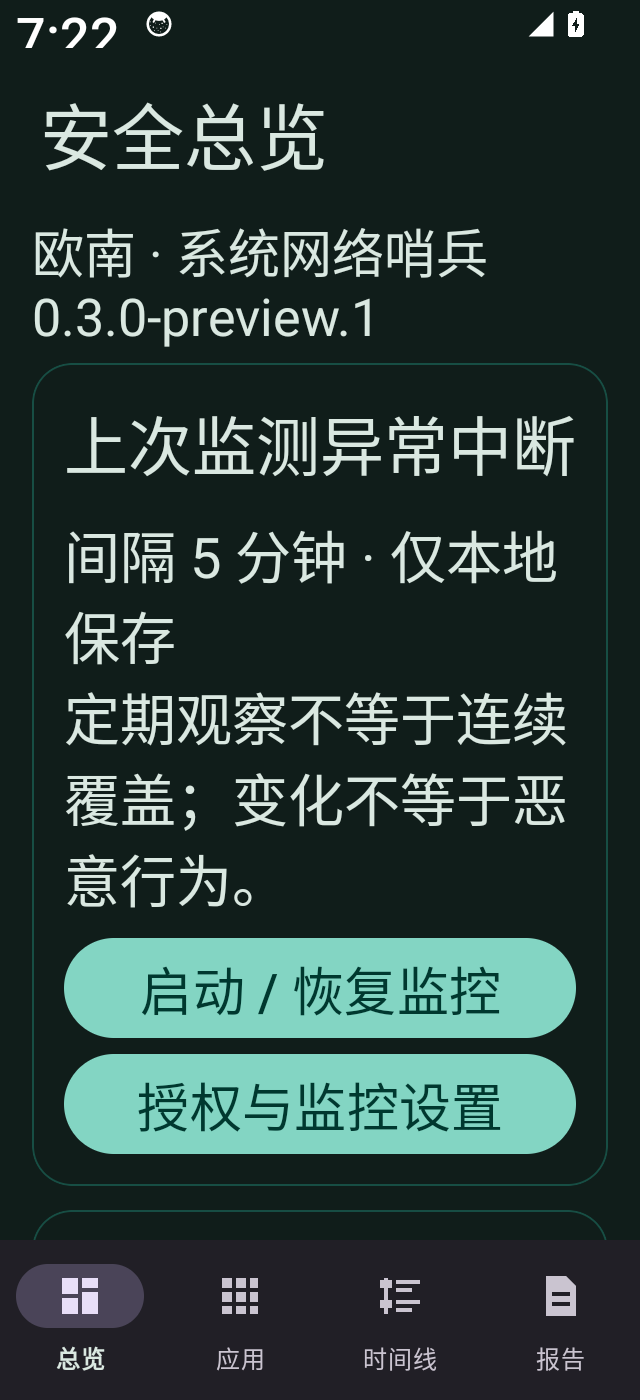 7:22
安全总览
欧南 · 系统网络哨兵
0.3.0-preview.1
上次监测异常中断
间隔 5 分钟 · 仅本地
保存
定期观察不等于连续
覆盖；变化不等于恶
意行为。
启动 / 恢复监控
授权与监控设置
总览
应用
时间线
报告